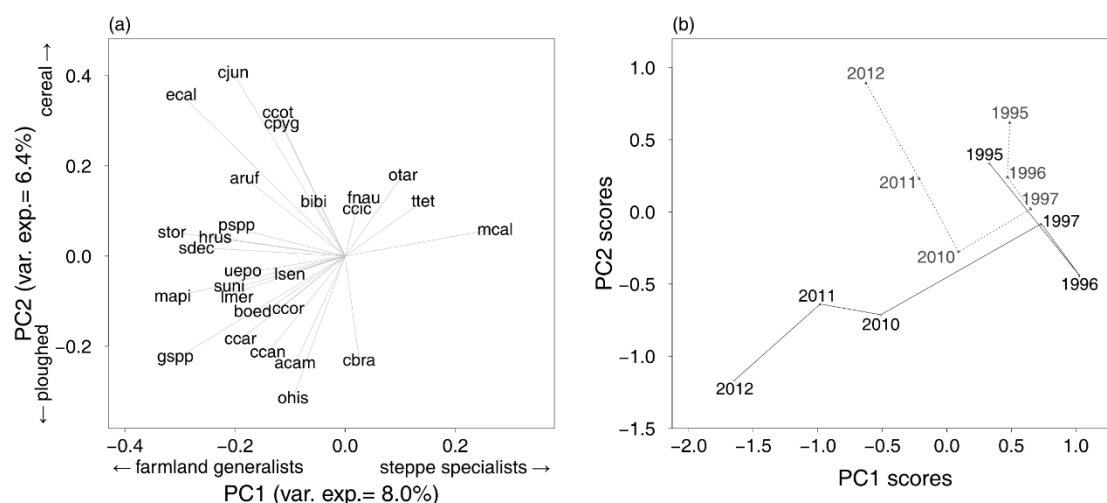 (a)
cereal →
PC2 (var. exp.= 6.4%)
← ploughed
0.4
0.2
0.0
−0.2
cjun
ecal
ccot
cpyg
aruf
bibi
otar
fnau
ccic
ttet
mcal
pspp
stor
hrus
sdec
uepo
lsen
suni
mapi
lmer
boed
ccor
ccar
gspp
ccan
acam
cbra
ohis
−0.4
−0.2
0.0
0.2
← farmland generalists
steppe specialists →
PC1 (var. exp.= 8.0%)
(b)
PC2 scores
1.0
0.5
0.0
−0.5
−1.0
−1.5
2012
1995
1995
1996
2011
1997
1997
2010
1996
2011
2010
2012
−2.0
−1.5
−1.0
−0.5
0.0
0.5
1.0
PC1 scores